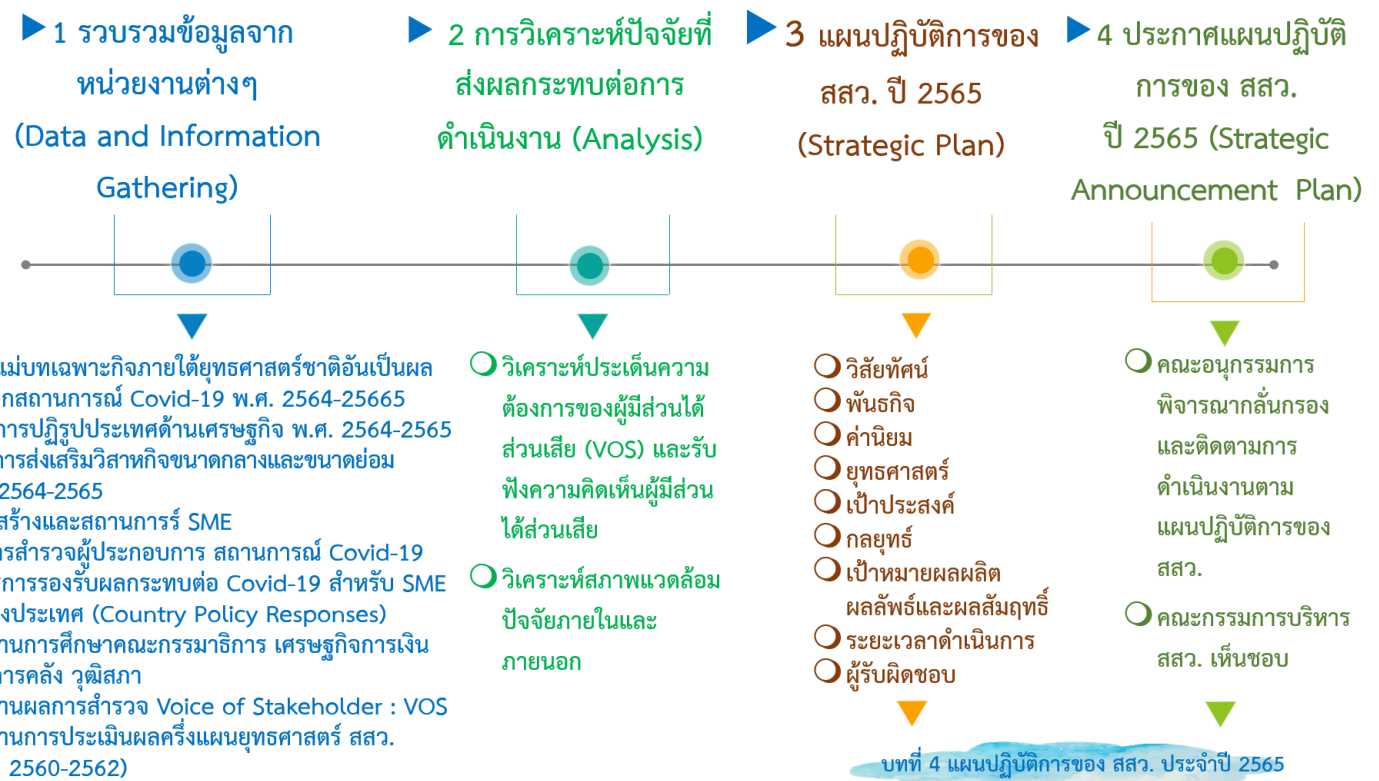 1 รวบรวมข้อมูลจาก
หน่วยงานต่างๆ
(Data and Information
Gathering)
2 การวิเคราะห์ปัจจัยที่
ส่งผลกระทบต่อการ
ดำเนินงาน (Analysis)
3 แผนปฏิบัติการของ
สสว. ปี 2565
(Strategic Plan)
4 ประกาศแผนปฏิบัติ
การของ สสว.
ปี 2565 (Strategic
Announcement Plan)
แม่บทเฉพาะกิจภายใต้ยุทธศาสตร์ชาติอันเป็นผล
กสถานการณ์ Covid-19 พ.ศ. 2564-25665
การปฏิรูปประเทศด้านเศรษฐกิจ พ.ศ. 2564-2565
การส่งเสริมวิสาหกิจขนาดกลางและขนาดย่อม
2564-2565
สร้างและสถานการร์ SME
รสำรวจผู้ประกอบการ สถานการณ์ Covid-19
การรองรับผลกระทบต่อ Covid-19 สำหรับ SME
งประเทศ (Country Policy Responses)
านการศึกษาคณะกรรมาธิการ เศรษฐกิจการเงิน
การคลัง วุฒิสภา
านผลการสำรวจ Voice of Stakeholder : VOS
านการประเมินผลครึ่งแผนยุทธศาสตร์ สสว.
2560-2562)
วิเคราะห์ประเด็นความ
ต้องการของผู้มีส่วนได้
ส่วนเสีย (VOS) และรับ
ฟังความคิดเห็นผู้มีส่วน
ได้ส่วนเสีย
วิเคราะห์สภาพแวดล้อม
ปัจจัยภายในและ
ภายนอก
วิสัยทัศน์
พันธกิจ
ค่านิยม
ยุทธศาสตร์
เป้าประสงค์
กลยุทธ์
เป้าหมายผลผลิต
ผลลัพธ์และผลสัมฤทธิ์
ระยะเวลาดำเนินการ
ผู้รับผิดชอบ
คณะอนุกรรมการ
พิจารณากลั่นกรอง
และติดตามการ
ดำเนินงานตาม
แผนปฏิบัติการของ
สสว.
คณะกรรมการบริหาร
สสว. เห็นชอบ
บทที่ 4 แผนปฏิบัติการของ สสว. ประจำปี 2565